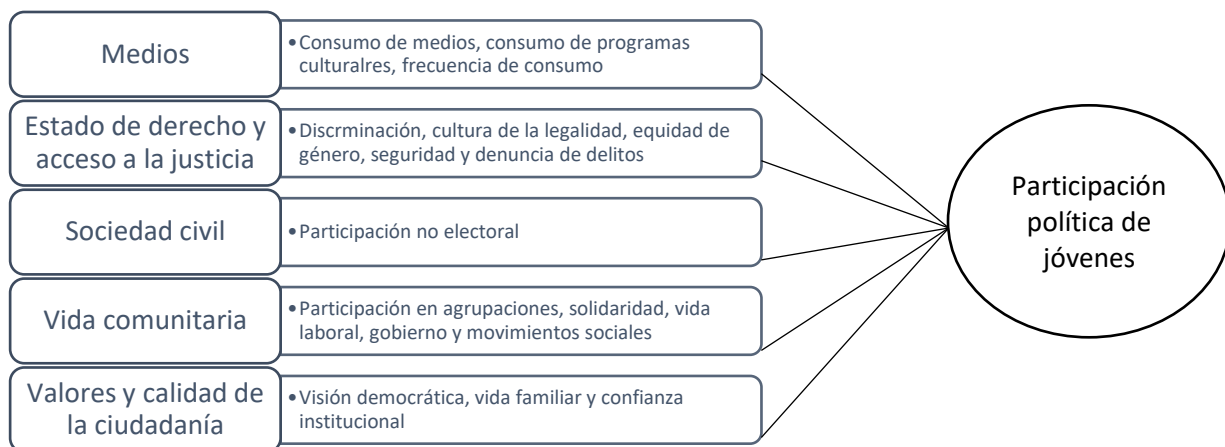 Medios
•Consumo de medios, consumo de programas
culturalres, frecuencia de consumo
Estado de derecho y
acceso a la justicia
•Discrminación, cultura de la legalidad, equidad de
género, seguridad y denuncia de delitos
Sociedad civil
•Participación no electoral
Vida comunitaria
•Participación en agrupaciones, solidaridad, vida
laboral, gobierno y movimientos sociales
Valores y calidad de
la ciudadanía
•Visión democrática, vida familiar y confianza
institucional
Participación
política de
jóvenes